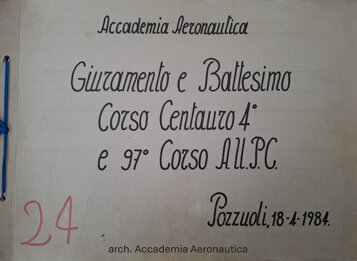 Accademia Aeronautica
Giuramento e Battesimo
Corso Centauro 4°
e 97° Corso A.U.P.C.
Pozzuoli, 18-4-1984.
24
arch. Accademia Aeronautica